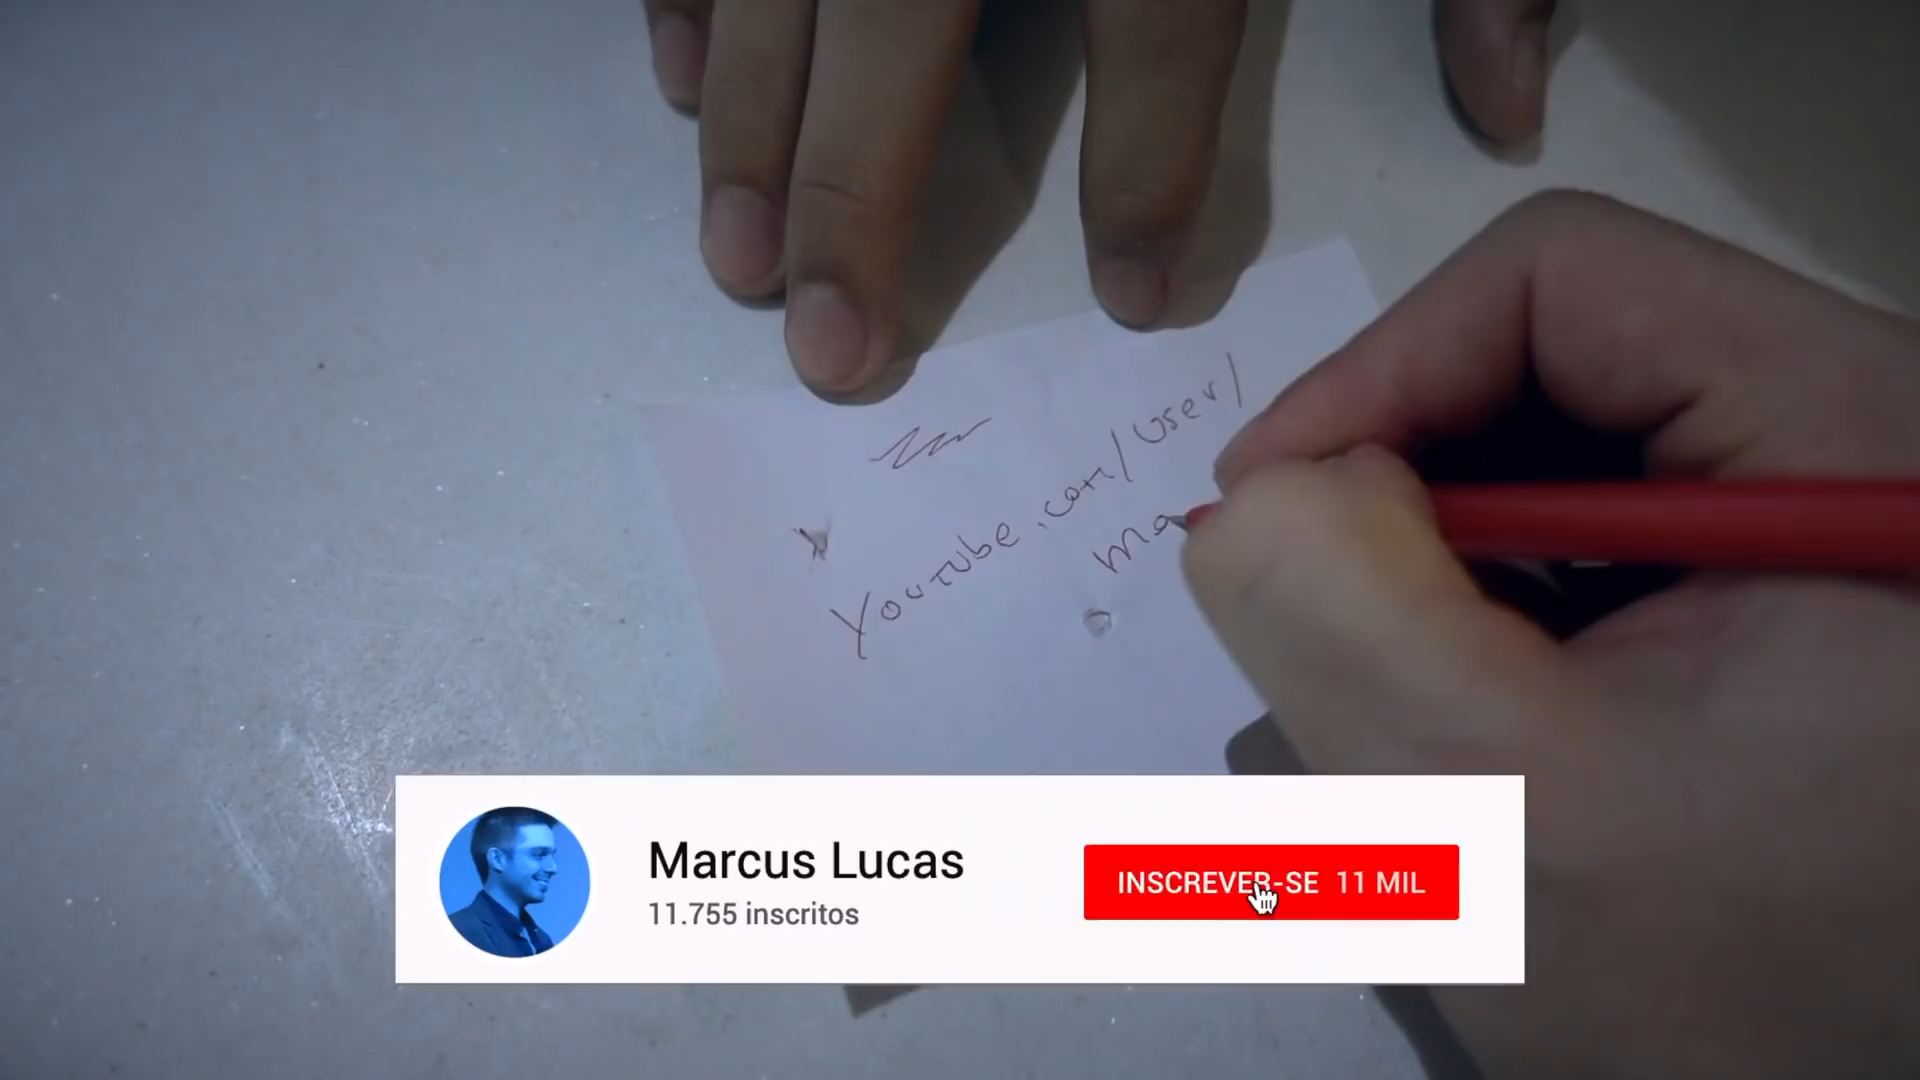 Youtube.com/user/
ma
Marcus Lucas
11.755 inscritos
INSCREVER-SE 11 MIL